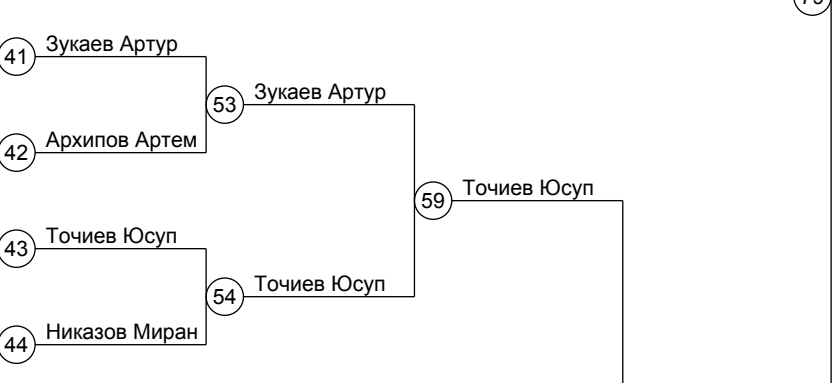 41 Зукаев Артур
53 Зукаев Артур
42 Архипов Артем
59 Точиев Юсуп
43 Точиев Юсуп
54 Точиев Юсуп
44 Никазов Миран